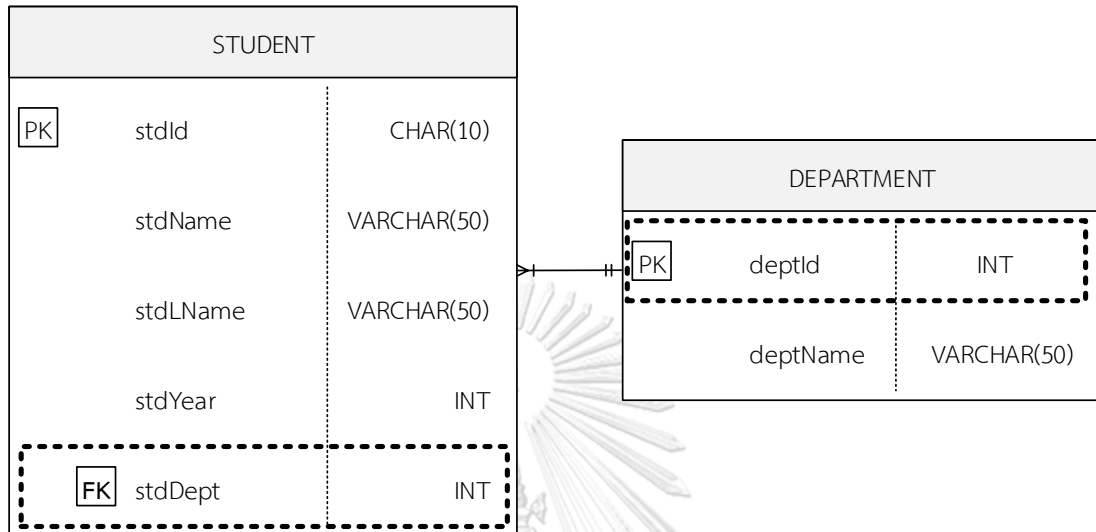 STUDENT
PK stdId CHAR(10)
stdName VARCHAR(50)
stdLName VARCHAR(50)
stdYear INT
FK stdDept INT
DEPARTMENT
PK deptId INT
deptName VARCHAR(50)